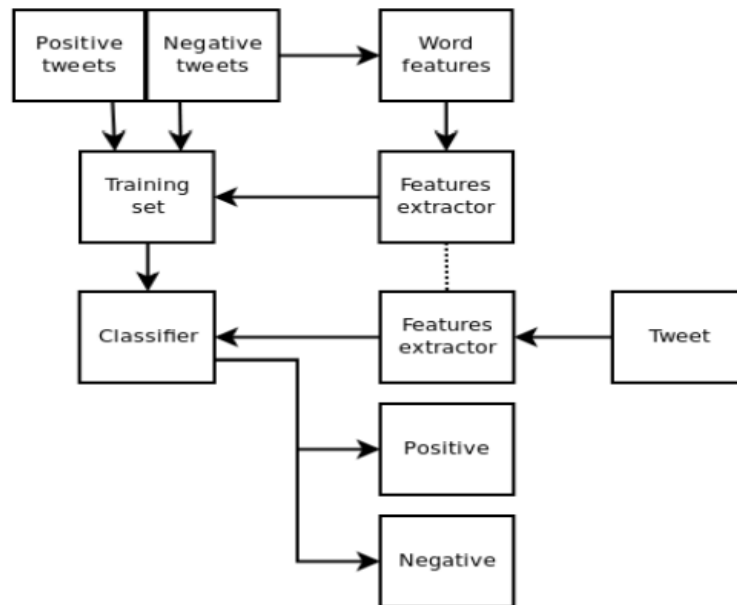 Positive
tweets
Negative
tweets
Word
features
Training
set
Features
extractor
Classifier
Features
extractor
Tweet
Positive
Negative